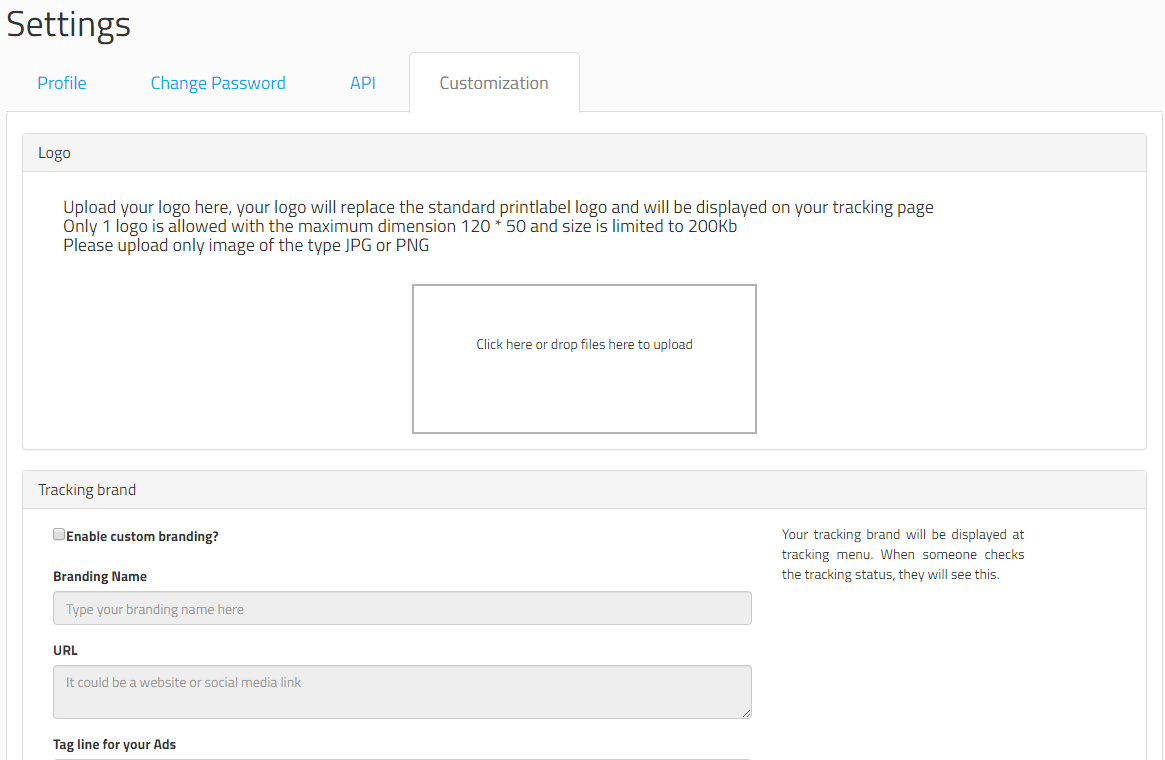 Settings
Profile
Change Password
API
Customization
Logo
Upload your logo here, your logo will replace the standard printlabel logo and will be displayed on your tracking page
Only 1 logo is allowed with the maximum dimension 120 * 50 and size is limited to 200Kb
Please upload only image of the type JPG or PNG
Click here or drop files here to upload
Tracking brand
Enable custom branding?
Branding Name
Type your branding name here
URL
It could be a website or social media link
Tag line for your Ads
Your tracking brand will be displayed at
tracking menu. When someone checks
the tracking status, they will see this.